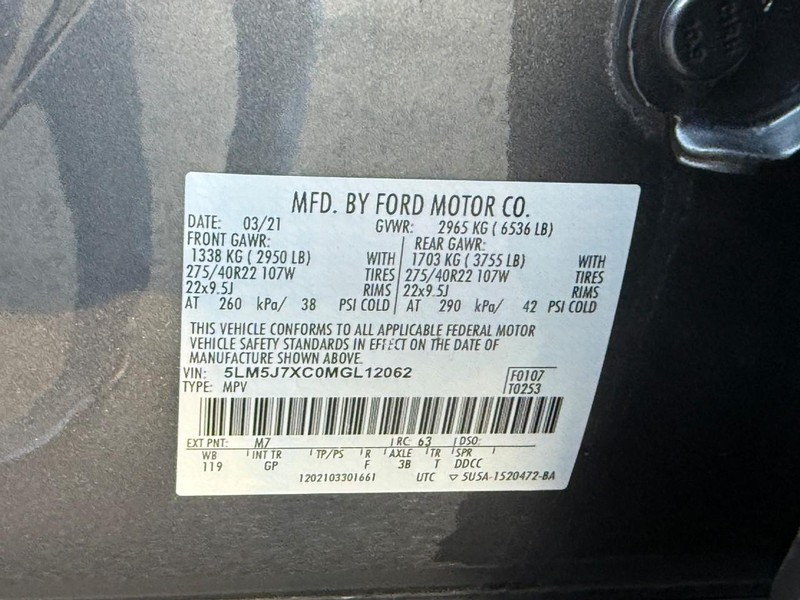 MFD. BY FORD MOTOR CO.
DATE: 03/21 GVWR: 2965 KG ( 6536 LB)
FRONT GAWR: REAR GAWR:
1338 KG ( 2950 LB) WITH 1703 KG ( 3755 LB) WITH
275/40R22 107W TIRES 275/40R22 107W TIRES
22x9.5J RIMS 22x9.5J RIMS
AT 260 kPa/ 38 PSI COLD AT 290 kPa/ 42 PSI COLD
THIS VEHICLE CONFORMS TO ALL APPLICABLE FEDERAL MOTOR
VEHICLE SAFETY STANDARDS IN EFFECT ON THE DATE OF
MANUFACTURE SHOWN ABOVE.
VIN: 5LM5J7XC0MGL12062 F0107
TYPE: MPV T0253
EXT PNT: M7 RC: 63 DSO:
WB INT TR TP/PS R AXLE TR SPR
119 GP F 3B T DDCC
1202103301661 UTC ▽ 5U5A-1520472-BA